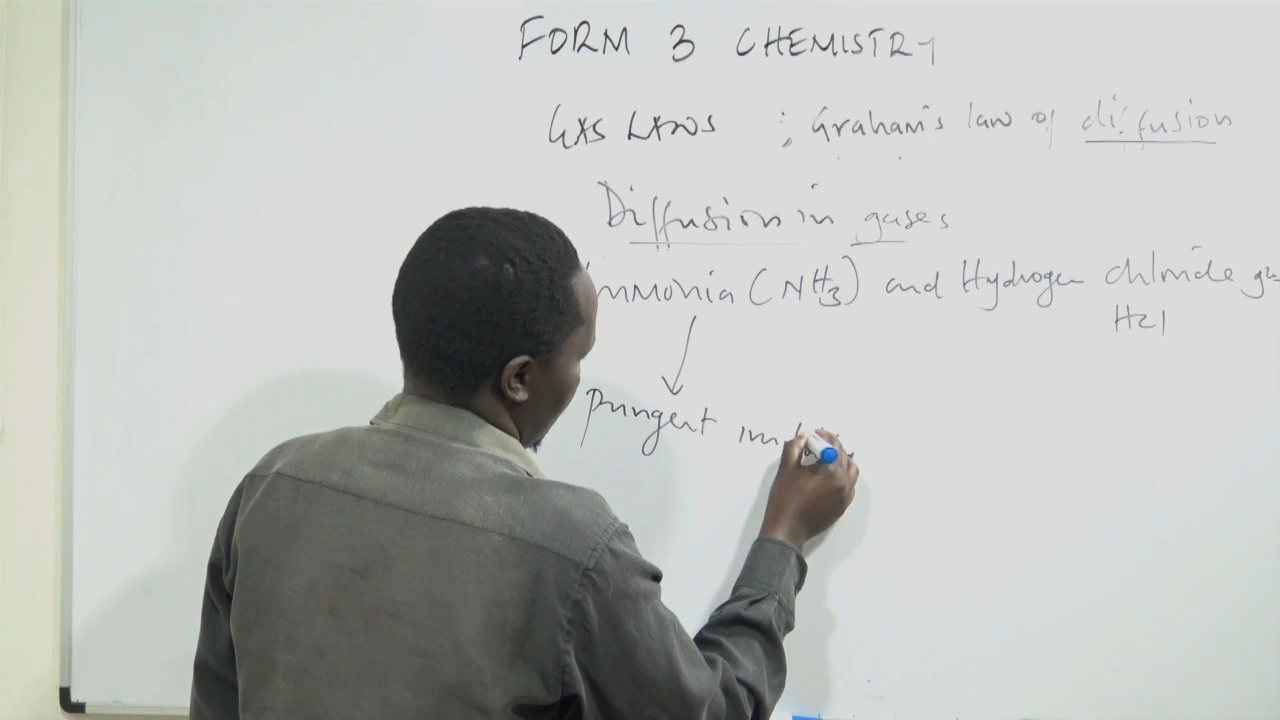 FORM 3 CHEMISTRY
GAS LAWS ; Graham's law of diffusion
Diffusion in gases
mmonia (NH3) and Hydrogen chloride ga
HCl
Pungent